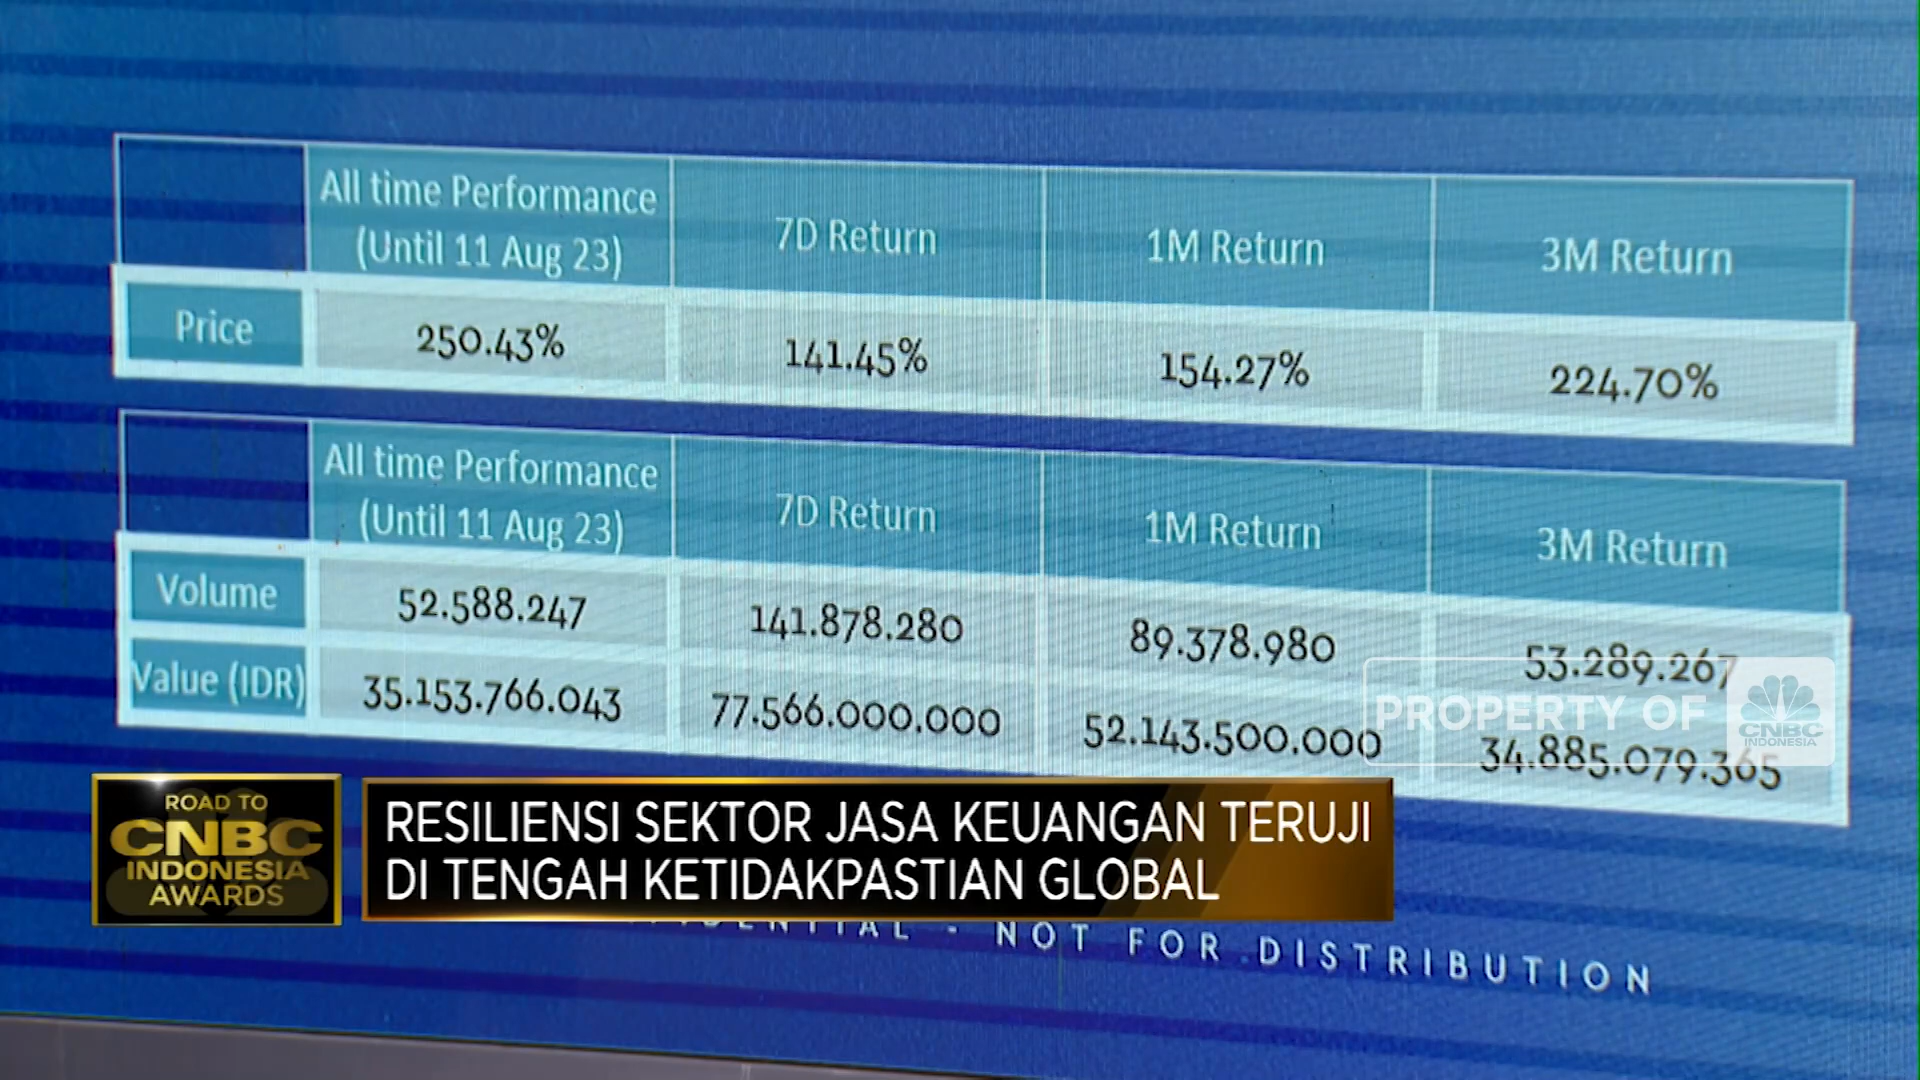 All time Performance
(Until 11 Aug 23)
7D Return
1M Return
3M Return
Price
250.43%
141.45%
154.27%
224.70%
All time Performance
(Until 11 Aug 23)
7D Return
1M Return
3M Return
Volume
52.588.247
141.878.280
89.378.980
53.289.267
Value (IDR)
35.153.766.043
77.566.000.000
52.143.500.000
34.885.079.365
PROPERTY OF
CNBC
INDONESIA
ROAD TO
CNBC
INDONESIA
AWARDS
RESILIENSI SEKTOR JASA KEUANGAN TERUJI
DI TENGAH KETIDAKPASTIAN GLOBAL
- NOT FOR DISTRIBUTION